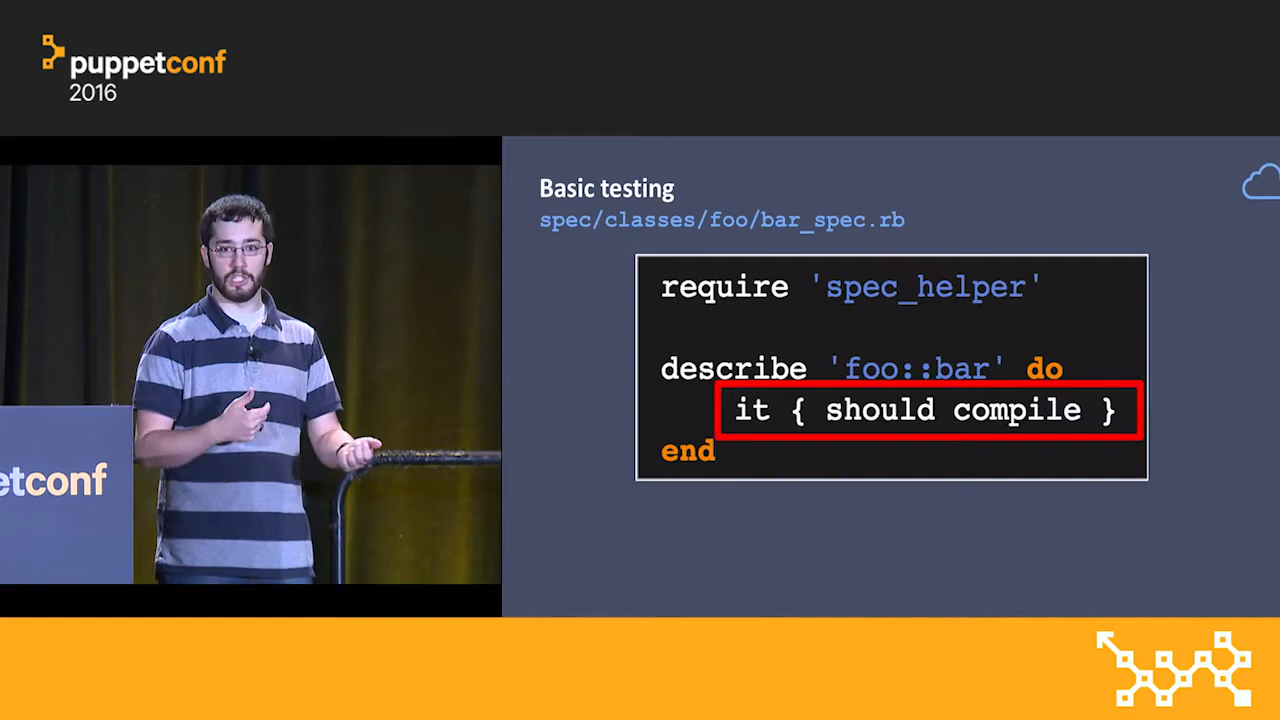 puppetconf
2016
etconf
Basic testing
spec/classes/foo/bar_spec.rb
require 'spec_helper'
describe 'foo::bar' do
it { should compile }
end